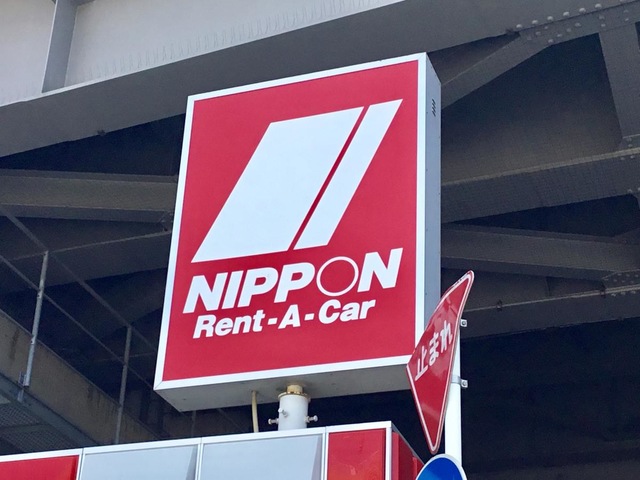 NIPPON
Rent-A-Car
止まれ